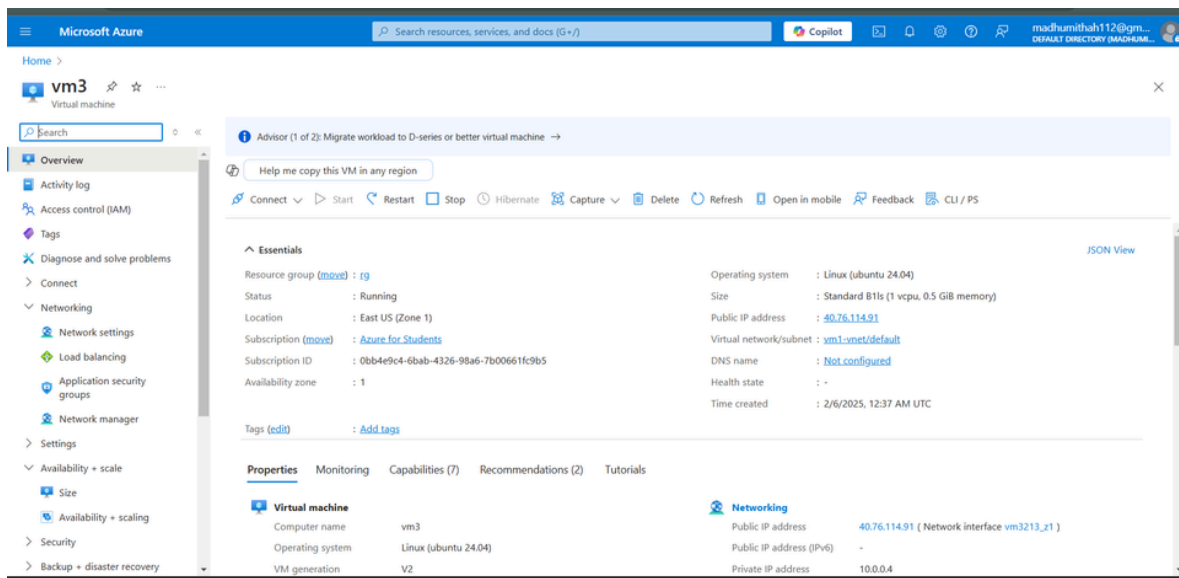 Microsoft Azure
Search resources, services, and docs (G+/)
Copilot
madhumithah112@gm...
DEFAULT DIRECTORY (MADHUMI...
Home >
vm3
Virtual machine
Search
Overview
Activity log
Access control (IAM)
Tags
Diagnose and solve problems
Connect
Networking
Network settings
Load balancing
Application security
groups
Network manager
Settings
Availability + scale
Size
Availability + scaling
Security
Backup + disaster recovery
Advisor (1 of 2): Migrate workload to D-series or better virtual machine →
Help me copy this VM in any region
Connect Start Restart Stop Hibernate Capture Delete Refresh Open in mobile Feedback CLI / PS
Essentials
JSON View
Resource group (move) : rg
Status : Running
Location : East US (Zone 1)
Subscription (move) : Azure for Students
Subscription ID : 0bb4e9c4-6bab-4326-98a6-7b00661fc9b5
Availability zone : 1
Operating system : Linux (ubuntu 24.04)
Size : Standard B1ls (1 vcpu, 0.5 GiB memory)
Public IP address : 40.76.114.91
Virtual network/subnet : vm1-vnet/default
DNS name : Not configured
Health state : -
Time created : 2/6/2025, 12:37 AM UTC
Tags (edit) : Add tags
Properties Monitoring Capabilities (7) Recommendations (2) Tutorials
Virtual machine
Computer name vm3
Operating system Linux (ubuntu 24.04)
VM generation V2
Networking
Public IP address 40.76.114.91 ( Network interface vm3213_z1 )
Public IP address (IPv6) -
Private IP address 10.0.0.4